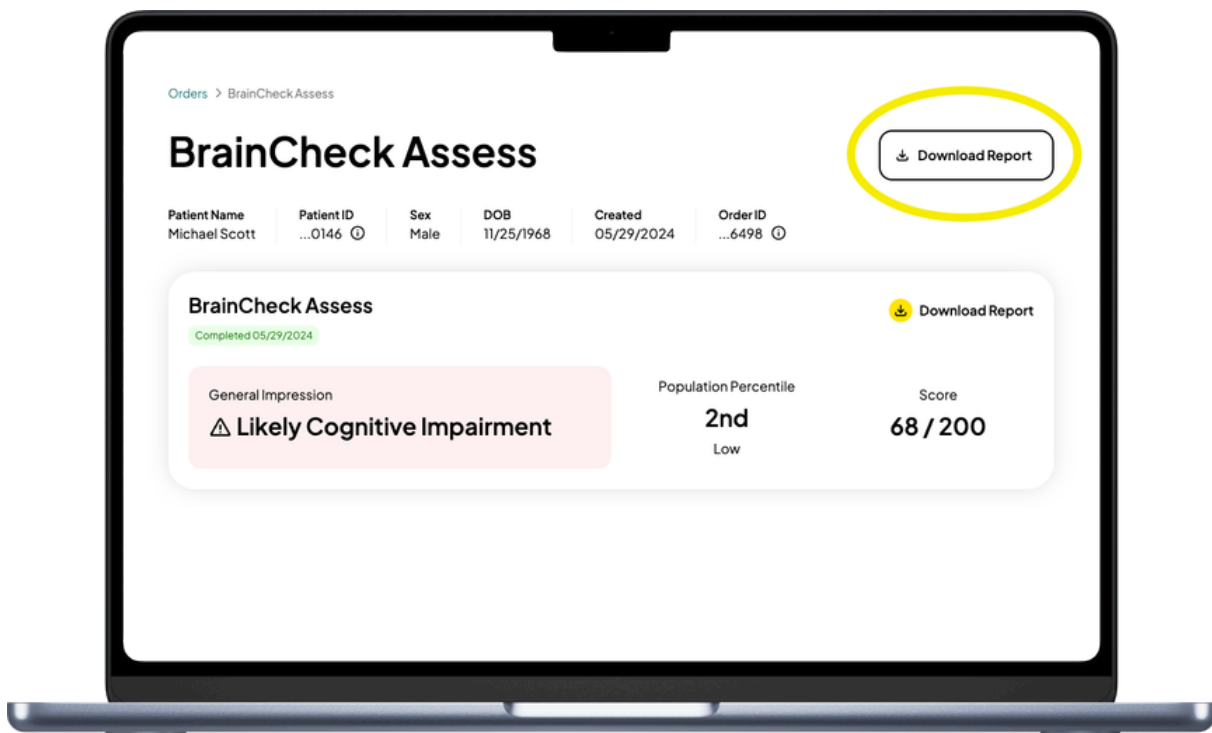 Orders > BrainCheck Assess
BrainCheck Assess
Download Report
Patient Name
Michael Scott
Patient ID
...0146
Sex
Male
DOB
11/25/1968
Created
05/29/2024
Order ID
...6498
BrainCheck Assess
Completed 05/29/2024
Download Report
General Impression
Likely Cognitive Impairment
Population Percentile
2nd
Low
Score
68 / 200